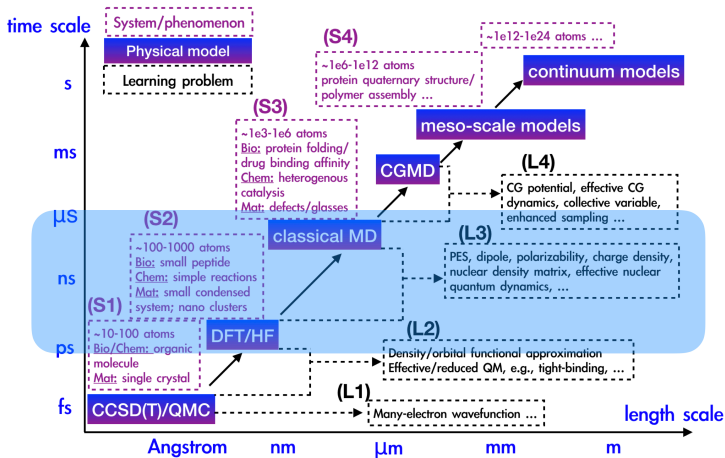 time scale
System/phenomenon
Physical model
Learning problem
(S4)
~1e6-1e12 atoms
protein quaternary structure/
polymer assembly ...
~1e12-1e24 atoms ...
continuum models
s
(S3)
~1e3-1e6 atoms
Bio: protein folding/
drug binding affinity
Chem: heterogenous
catalysis
Mat: defects/glasses
meso-scale models
ms
CGMD
(L4)
CG potential, effective CG
dynamics, collective variable,
enhanced sampling ...
μs
(S2)
~100-1000 atoms
Bio: small peptide
Chem: simple reactions
Mat: small condensed
system; nano clusters
classical MD
(L3)
PES, dipole, polarizability, charge density,
nuclear density matrix, effective nuclear
quantum dynamics, ...
ns
(S1)
~10-100 atoms
Bio/Chem: organic
molecule
Mat: single crystal
DFT/HF
(L2)
Density/orbital functional approximation
Effective/reduced QM, e.g., tight-binding, ...
ps
(L1)
Many-electron wavefunction ...
fs
CCSD(T)/QMC
length scale
Angstrom
nm
μm
mm
m